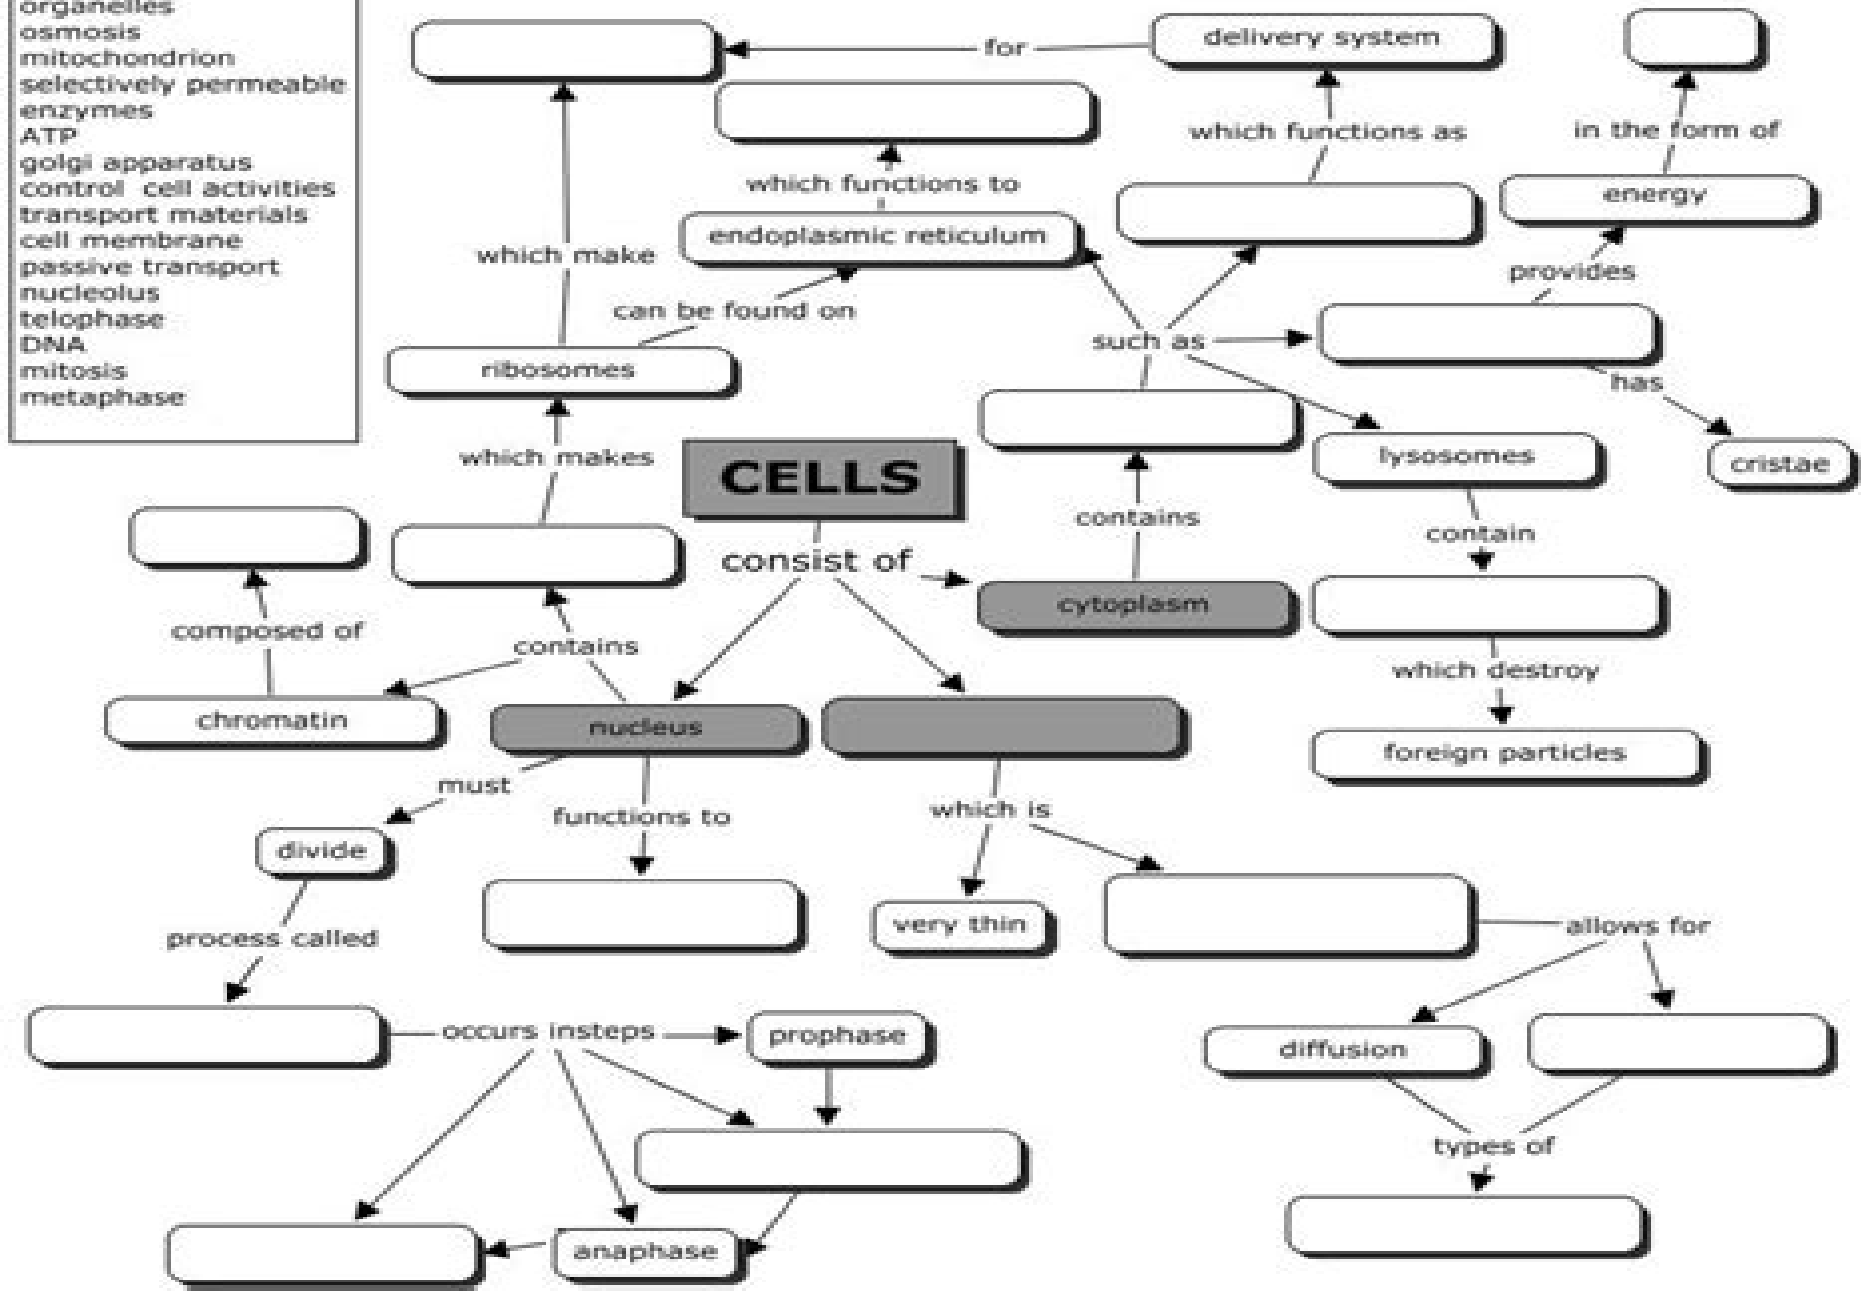 organelles
osmosis
mitochondrion
selectively permeable
enzymes
ATP
golgi apparatus
control cell activities
transport materials
cell membrane
passive transport
nucleolus
telophase
DNA
mitosis
metaphase
for
delivery system
which functions as
in the form of
which functions to
energy
endoplasmic reticulum
which make
provides
can be found on
such as
ribosomes
has
which makes
CELLS
lysosomes
cristae
contains
contain
consist of
cytoplasm
composed of
contains
which destroy
chromatin
nucleus
foreign particles
must
functions to
which is
divide
process called
very thin
allows for
occurs insteps
prophase
diffusion
types of
anaphase